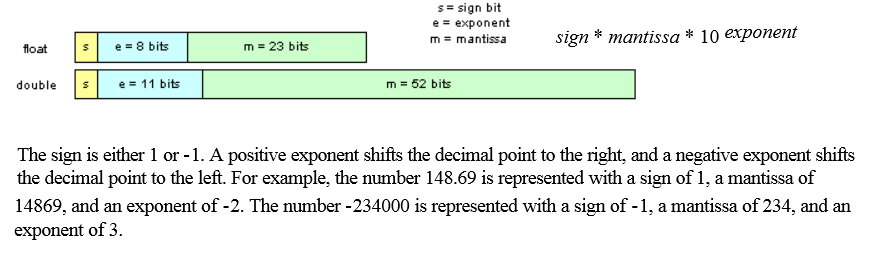 s = sign bit
e = exponent
m = mantissa
sign * mantissa * 10 exponent
float s e = 8 bits m = 23 bits
double s e = 11 bits m = 52 bits
The sign is either 1 or -1. A positive exponent shifts the decimal point to the right, and a negative exponent shifts
the decimal point to the left. For example, the number 148.69 is represented with a sign of 1, a mantissa of
14869, and an exponent of -2. The number -234000 is represented with a sign of -1, a mantissa of 234, and an
exponent of 3.